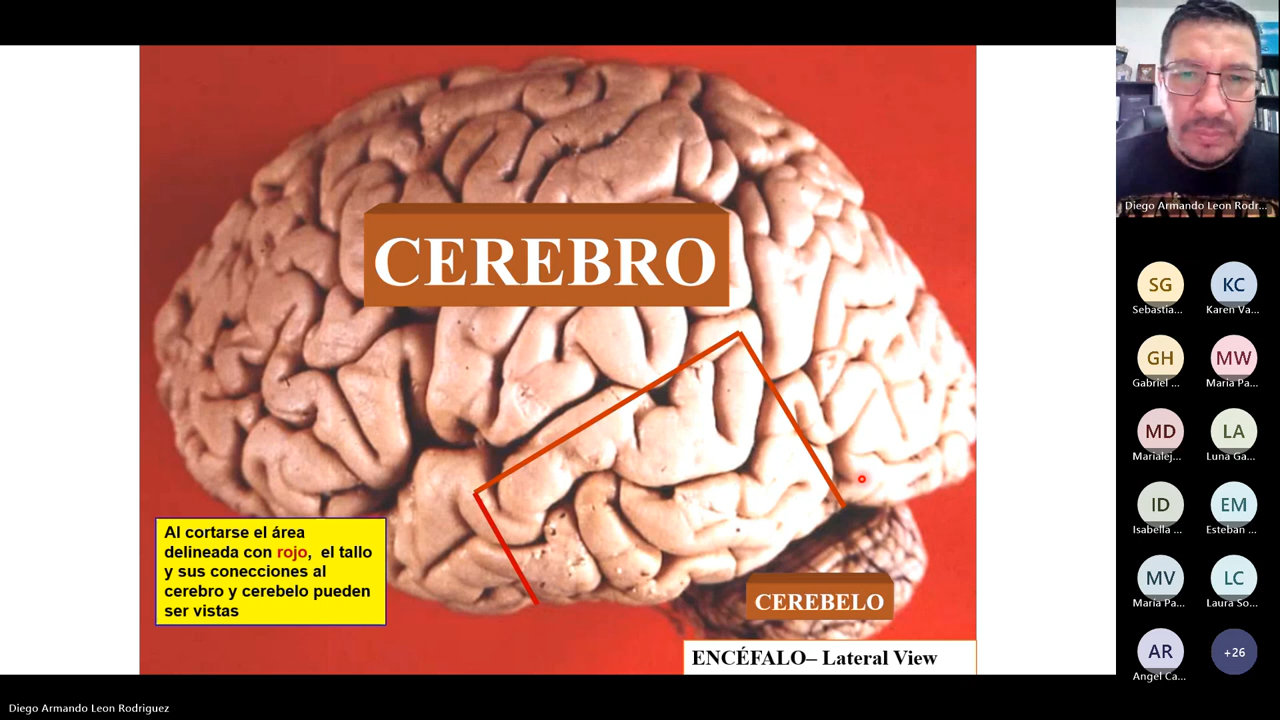 CEREBRO
Al cortarse el área
delineada con rojo, el tallo
y sus conecciones al
cerebro y cerebelo pueden
ser vistas
CEREBELO
ENCÉFALO– Lateral View
Diego Armando Leon Rodr...
SG
KC
Sebastia...
Karen Va...
GH
MW
Gabriel ...
Maria Pa...
MD
LA
Marialej...
Luna Ga...
ID
EM
Isabella ...
Esteban ...
MV
LC
Maria Pa...
Laura So...
AR
+26
Angel Ca...
Diego Armando Leon Rodriguez